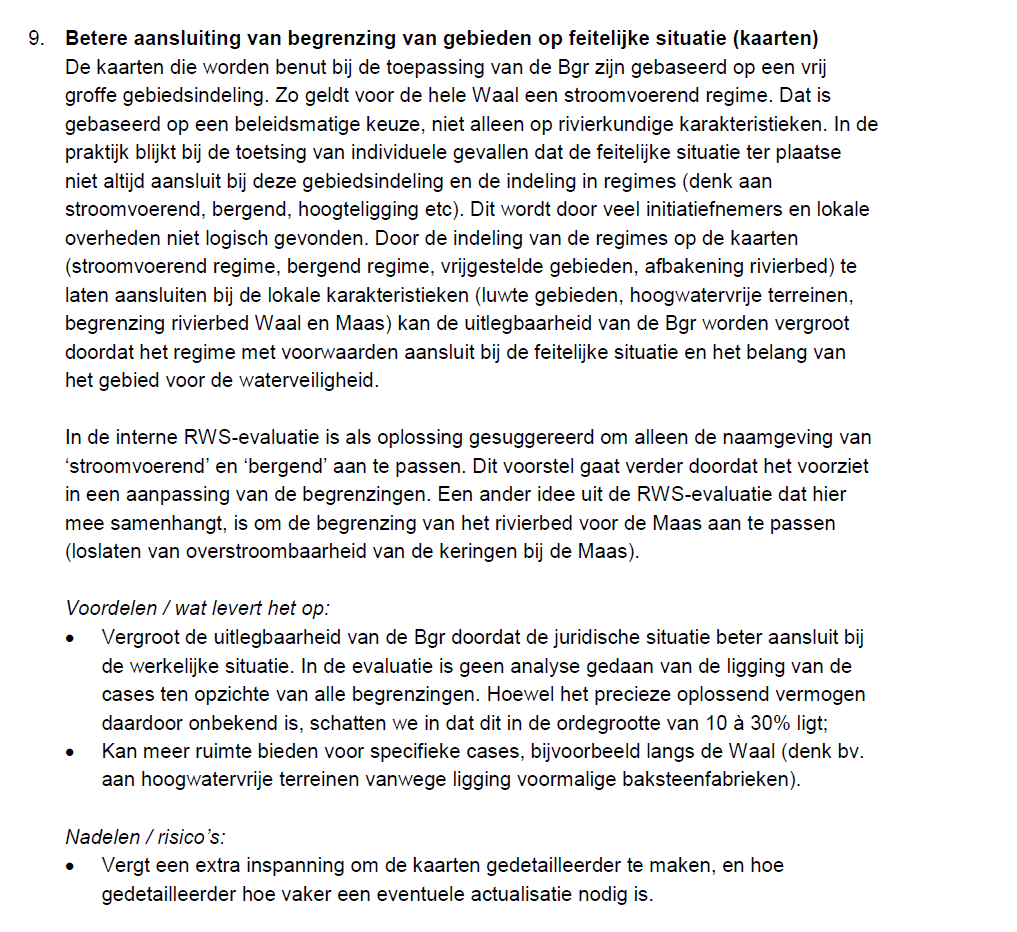 9. Betere aansluiting van begrenzing van gebieden op feitelijke situatie (kaarten)
De kaarten die worden benut bij de toepassing van de Bgr zijn gebaseerd op een vrij
groffe gebiedsindeling. Zo geldt voor de hele Waal een stroomvoerend regime. Dat is
gebaseerd op een beleidsmatige keuze, niet alleen op rivierkundige karakteristieken. In de
praktijk blijkt bij de toetsing van individuele gevallen dat de feitelijke situatie ter plaatse
niet altijd aansluit bij deze gebiedsindeling en de indeling in regimes (denk aan
stroomvoerend, bergend, hoogteligging etc). Dit wordt door veel initiatiefnemers en lokale
overheden niet logisch gevonden. Door de indeling van de regimes op de kaarten
(stroomvoerend regime, bergend regime, vrijgestelde gebieden, afbakening rivierbed) te
laten aansluiten bij de lokale karakteristieken (luwte gebieden, hoogwatervrije terreinen,
begrenzing rivierbed Waal en Maas) kan de uitlegbaarheid van de Bgr worden vergroot
doordat het regime met voorwaarden aansluit bij de feitelijke situatie en het belang van
het gebied voor de waterveiligheid.
In de interne RWS-evaluatie is als oplossing gesuggereerd om alleen de naamgeving van
‘stroomvoerend’ en ‘bergend’ aan te passen. Dit voorstel gaat verder doordat het voorziet
in een aanpassing van de begrenzingen. Een ander idee uit de RWS-evaluatie dat hier
mee samenhangt, is om de begrenzing van het rivierbed voor de Maas aan te passen
(loslaten van overstroombaarheid van de keringen bij de Maas).
Voordelen / wat levert het op:
• Vergroot de uitlegbaarheid van de Bgr doordat de juridische situatie beter aansluit bij
de werkelijke situatie. In de evaluatie is geen analyse gedaan van de ligging van de
cases ten opzichte van alle begrenzingen. Hoewel het precieze oplossend vermogen
daardoor onbekend is, schatten we in dat dit in de ordegrootte van 10 à 30% ligt;
• Kan meer ruimte bieden voor specifieke cases, bijvoorbeeld langs de Waal (denk bv.
aan hoogwatervrije terreinen vanwege ligging voormalige baksteenfabrieken).
Nadelen / risico’s:
• Vergt een extra inspanning om de kaarten gedetailleerder te maken, en hoe
gedetailleerder hoe vaker een eventuele actualisatie nodig is.